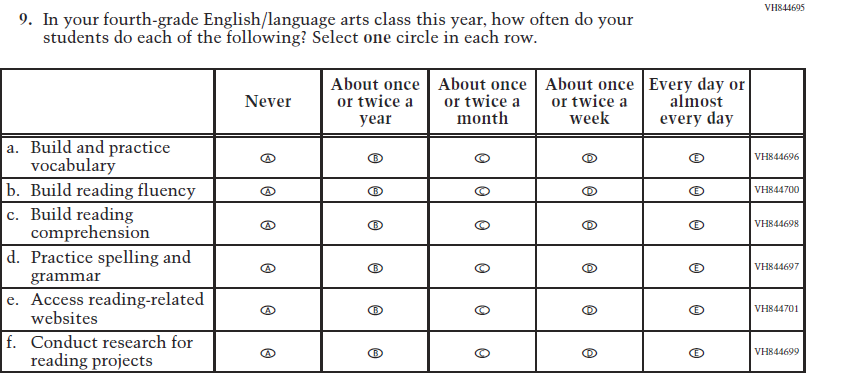 VH844695
9. In your fourth-grade English/language arts class this year, how often do your
students do each of the following? Select one circle in each row.
Never
About once or twice a year
About once or twice a month
About once or twice a week
Every day or almost every day
a. Build and practice vocabulary A B C D E VH844696
b. Build reading fluency A B C D E VH844700
c. Build reading comprehension A B C D E VH844698
d. Practice spelling and grammar A B C D E VH844697
e. Access reading-related websites A B C D E VH844701
f. Conduct research for reading projects A B C D E VH844699